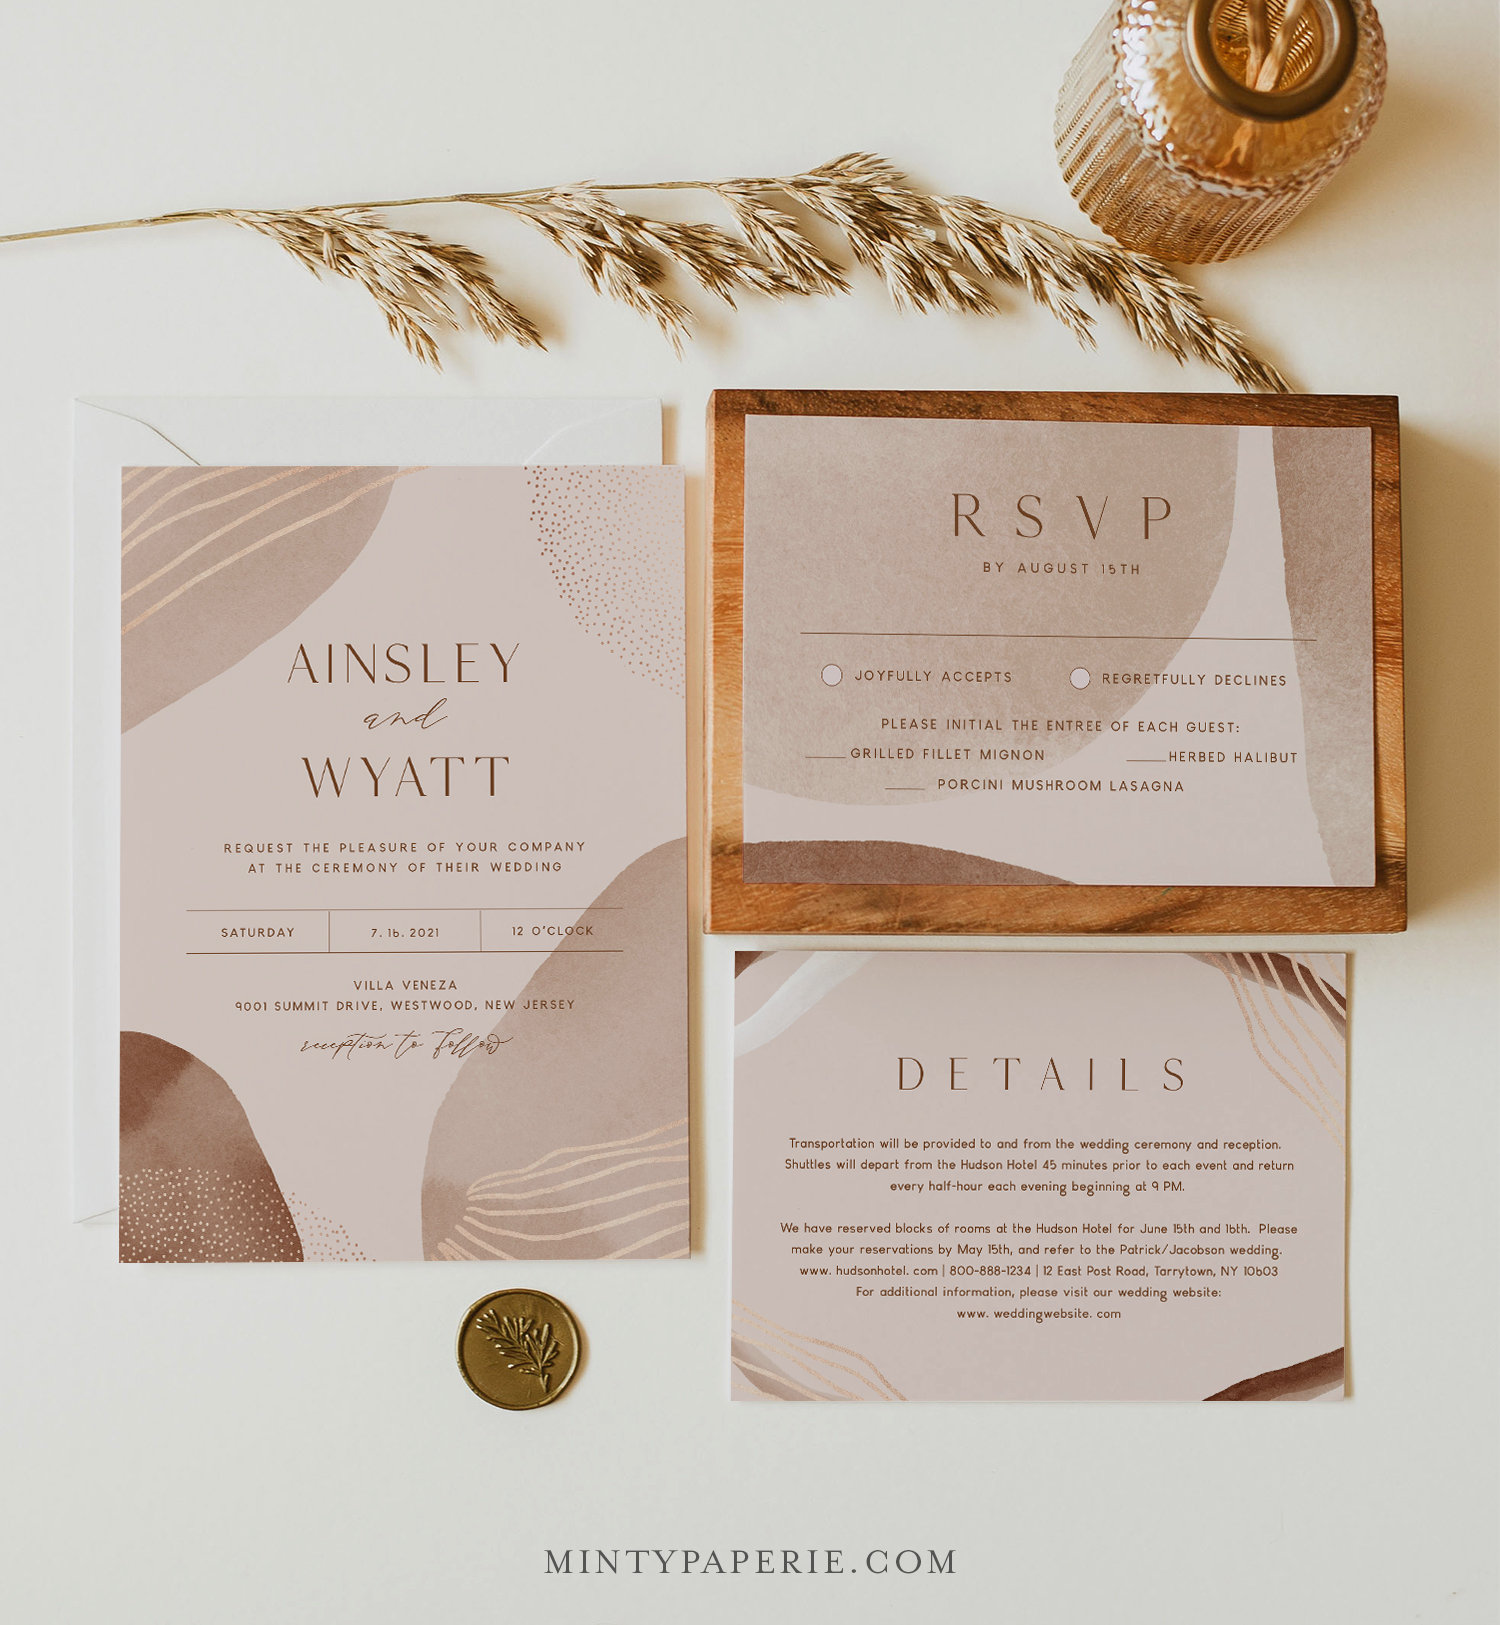 AINSLEY
and
WYATT
REQUEST THE PLEASURE OF YOUR COMPANY
AT THE CEREMONY OF THEIR WEDDING
SATURDAY 7.16.2021 12 O'CLOCK
VILLA VENEZA
9001 SUMMIT DRIVE, WESTWOOD, NEW JERSEY
reception to follow
RSVP
BY AUGUST 15TH
JOYFULLY ACCEPTS REGRETFULLY DECLINES
PLEASE INITIAL THE ENTREE OF EACH GUEST:
GRILLED FILLET MIGNON HERBED HALIBUT
PORCINI MUSHROOM LASAGNA
DETAILS
Transportation will be provided to and from the wedding ceremony and reception.
Shuttles will depart from the Hudson Hotel 45 minutes prior to each event and return
every half-hour each evening beginning at 9 PM.
We have reserved blocks of rooms at the Hudson Hotel for June 15th and 16th. Please
make your reservations by May 15th, and refer to the Patrick/Jacobson wedding.
www. hudsonhotel. com | 800-888-1234 | 12 East Post Road, Tarrytown, NY 10603
For additional information, please visit our wedding website:
www. weddingwebsite. com
MINTYPAPERIE.COM